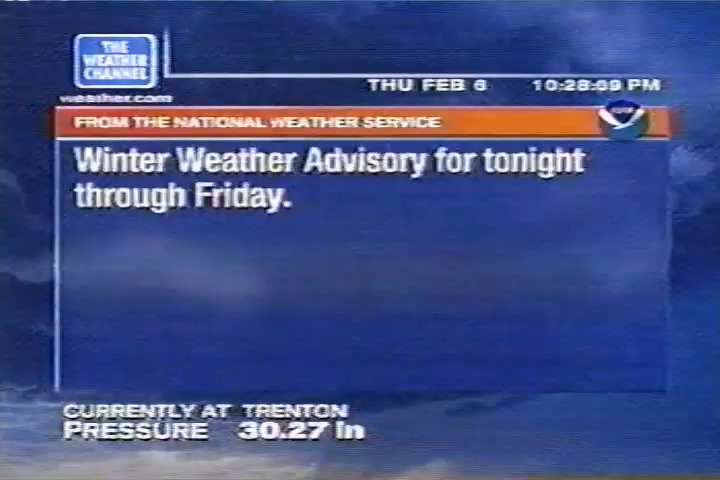 THE
WEATHER
CHANNEL
weather.com
THU FEB 6 10:28:09 PM
FROM THE NATIONAL WEATHER SERVICE
Winter Weather Advisory for tonight
through Friday.
CURRENTLY AT TRENTON
PRESSURE 30.27 In